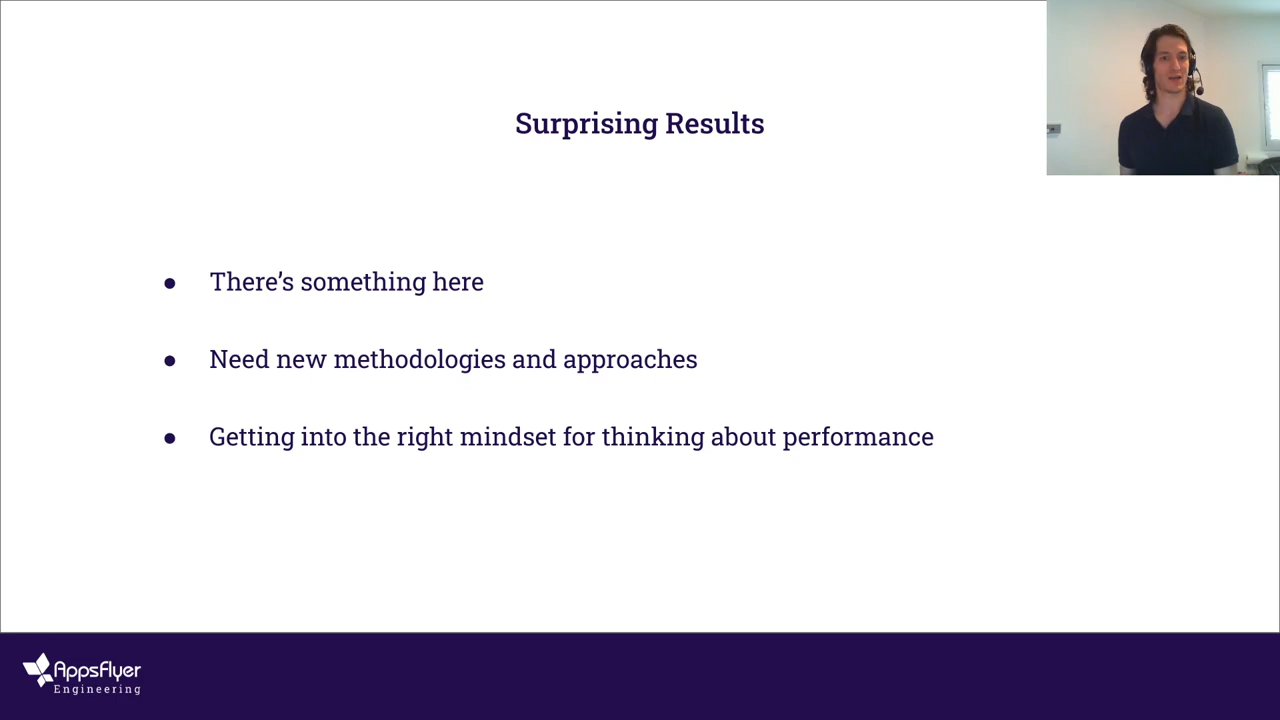 Surprising Results
● There’s something here
● Need new methodologies and approaches
● Getting into the right mindset for thinking about performance
AppsFlyer
Engineering